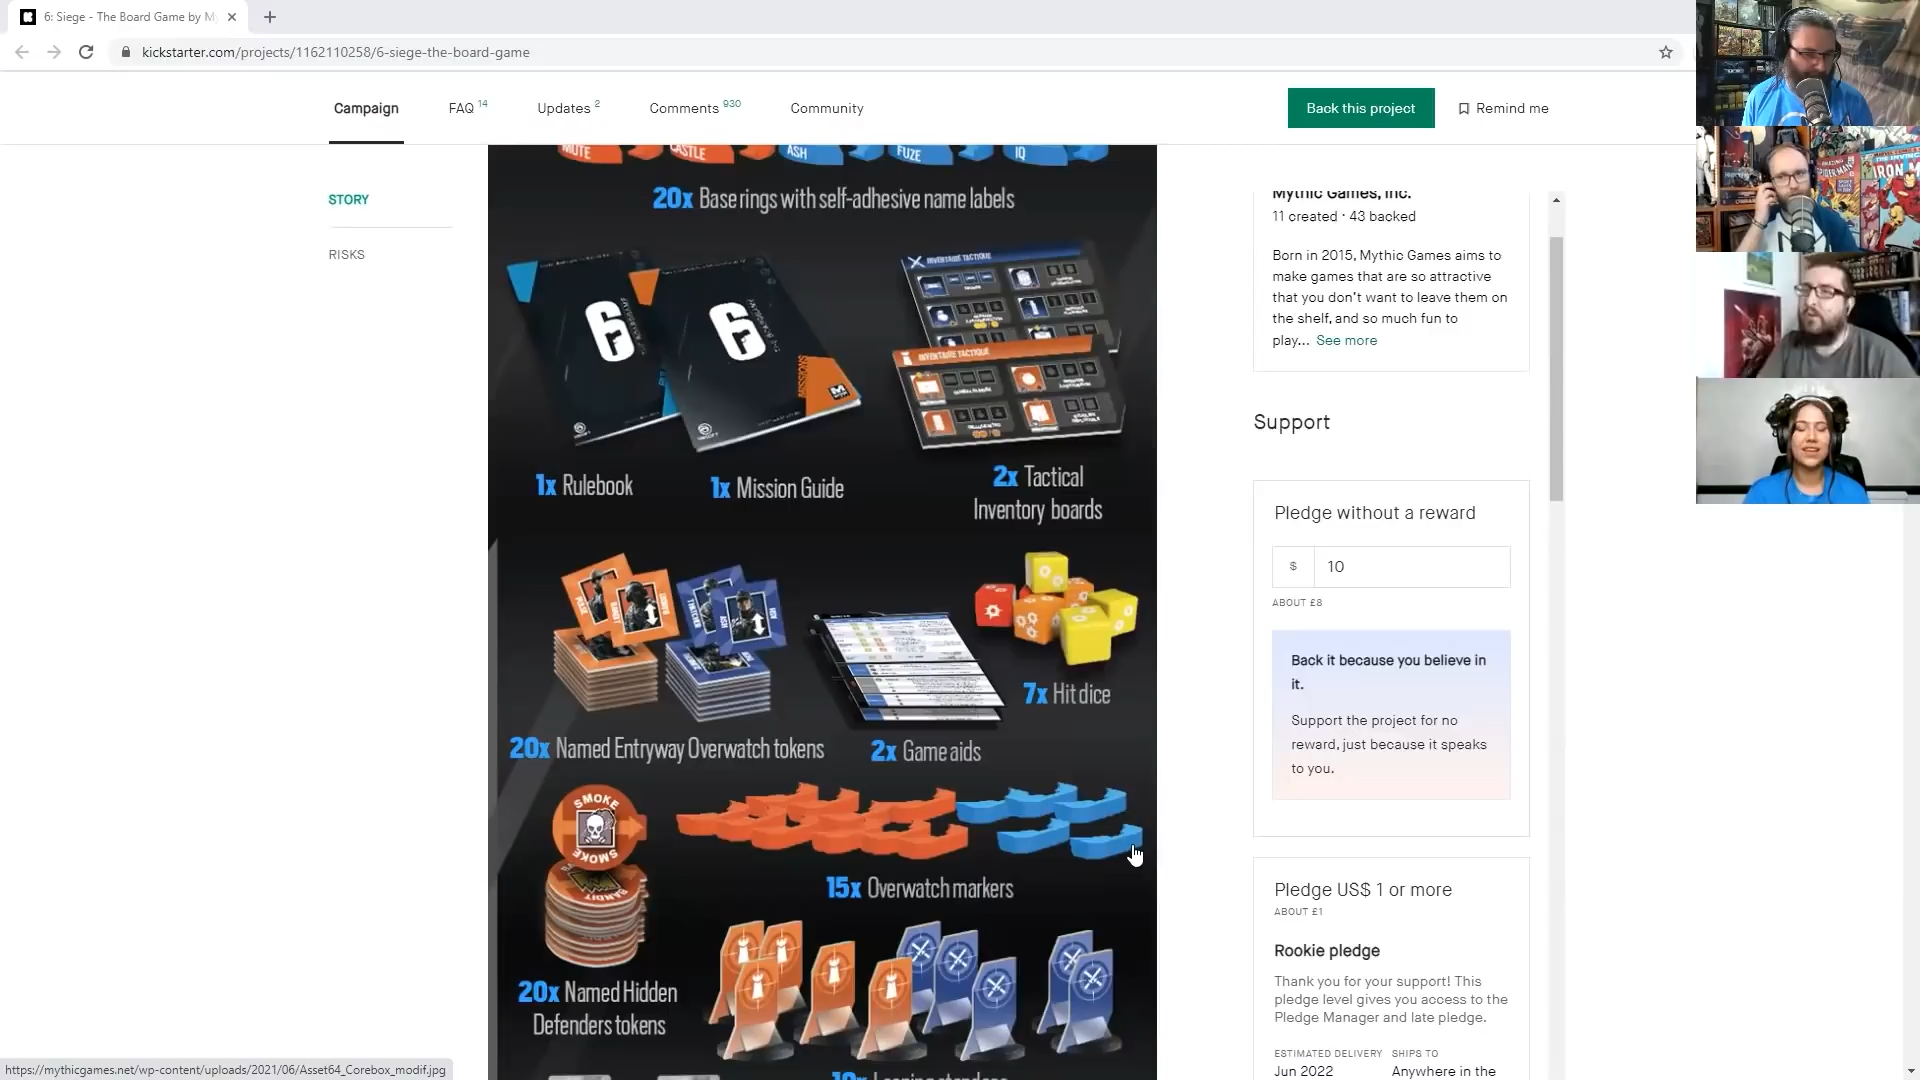 6: Siege - The Board Game by M
kickstarter.com/projects/1162110258/6-siege-the-board-game
Campaign
FAQ 14
Updates 2
Comments 930
Community
Back this project
Remind me
STORY
RISKS
MUTE
CASTLE
ASH
FUZE
IQ
20x Base rings with self-adhesive name labels
INVENTAIRE TACTIQUE
INVENTAIRE TACTIQUE
6
6
1x Rulebook
1x Mission Guide
2x Tactical
Inventory boards
20x Named Entryway Overwatch tokens
2x Game aids
7x Hit dice
SMOKE
SMOKE
BANDIT
15x Overwatch markers
20x Named Hidden
Defenders tokens
Mythic Games, Inc.
11 created · 43 backed
Born in 2015, Mythic Games aims to
make games that are so attractive
that you don't want to leave them on
the shelf, and so much fun to
play... See more
Support
Pledge without a reward
$ 10
ABOUT £8
Back it because you believe in
it.
Support the project for no
reward, just because it speaks
to you.
Pledge US$ 1 or more
ABOUT £1
Rookie pledge
Thank you for your support! This
pledge level gives you access to the
Pledge Manager and late pledge.
ESTIMATED DELIVERY
Jun 2022
SHIPS TO
Anywhere in the
https://mythicgames.net/wp-content/uploads/2021/06/Asset64_Corebox_modif.jpg